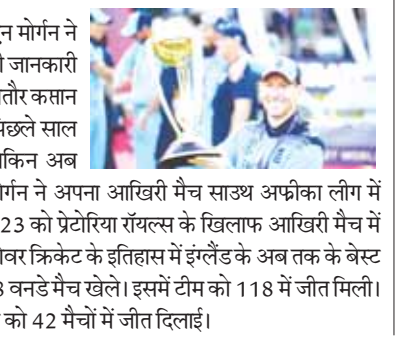 न मोर्गन ने
जानकारी
तौर कप्तान
पिछले साल
किन अब
र्गन ने अपना आखिरी मैच साउथ अफ्रीका लीग में
23 को प्रेटोरिया रॉयल्स के खिलाफ आखिरी मैच में
वर क्रिकेट के इतिहास में इंग्लैंड के अब तक के बेस्ट
वनडे मैच खेले। इसमें टीम को 118 में जीत मिली।
को 42 मैचों में जीत दिलाई।